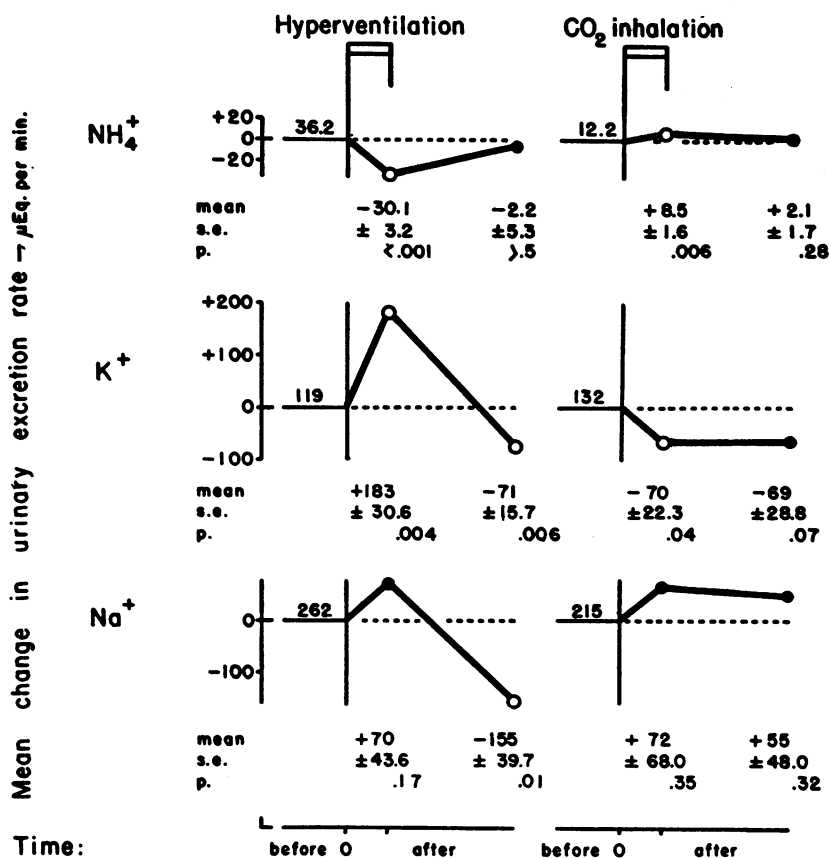 Hyperventilation CO2 inhalation
Mean change in urinary excretion rate → µEq. per min.
NH4+
+20
0
-20
36.2 12.2
mean -30.1 -2.2 +8.5 +2.1
s.e. ± 3.2 ±5.3 ±1.6 ±1.7
p. <.001 >.5 .006 .28
K+
+200
+100
0
-100
119 132
mean +183 -71 -70 -69
s.e. ± 30.6 ±15.7 ±22.3 ±28.8
p. .004 .006 .04 .07
Na+
0
-100
262 215
mean +70 -155 + 72 +55
s.e. ±43.6 ± 39.7 ± 68.0 ±48.0
p. .17 .01 .35 .32
Time: before 0 after before 0 after